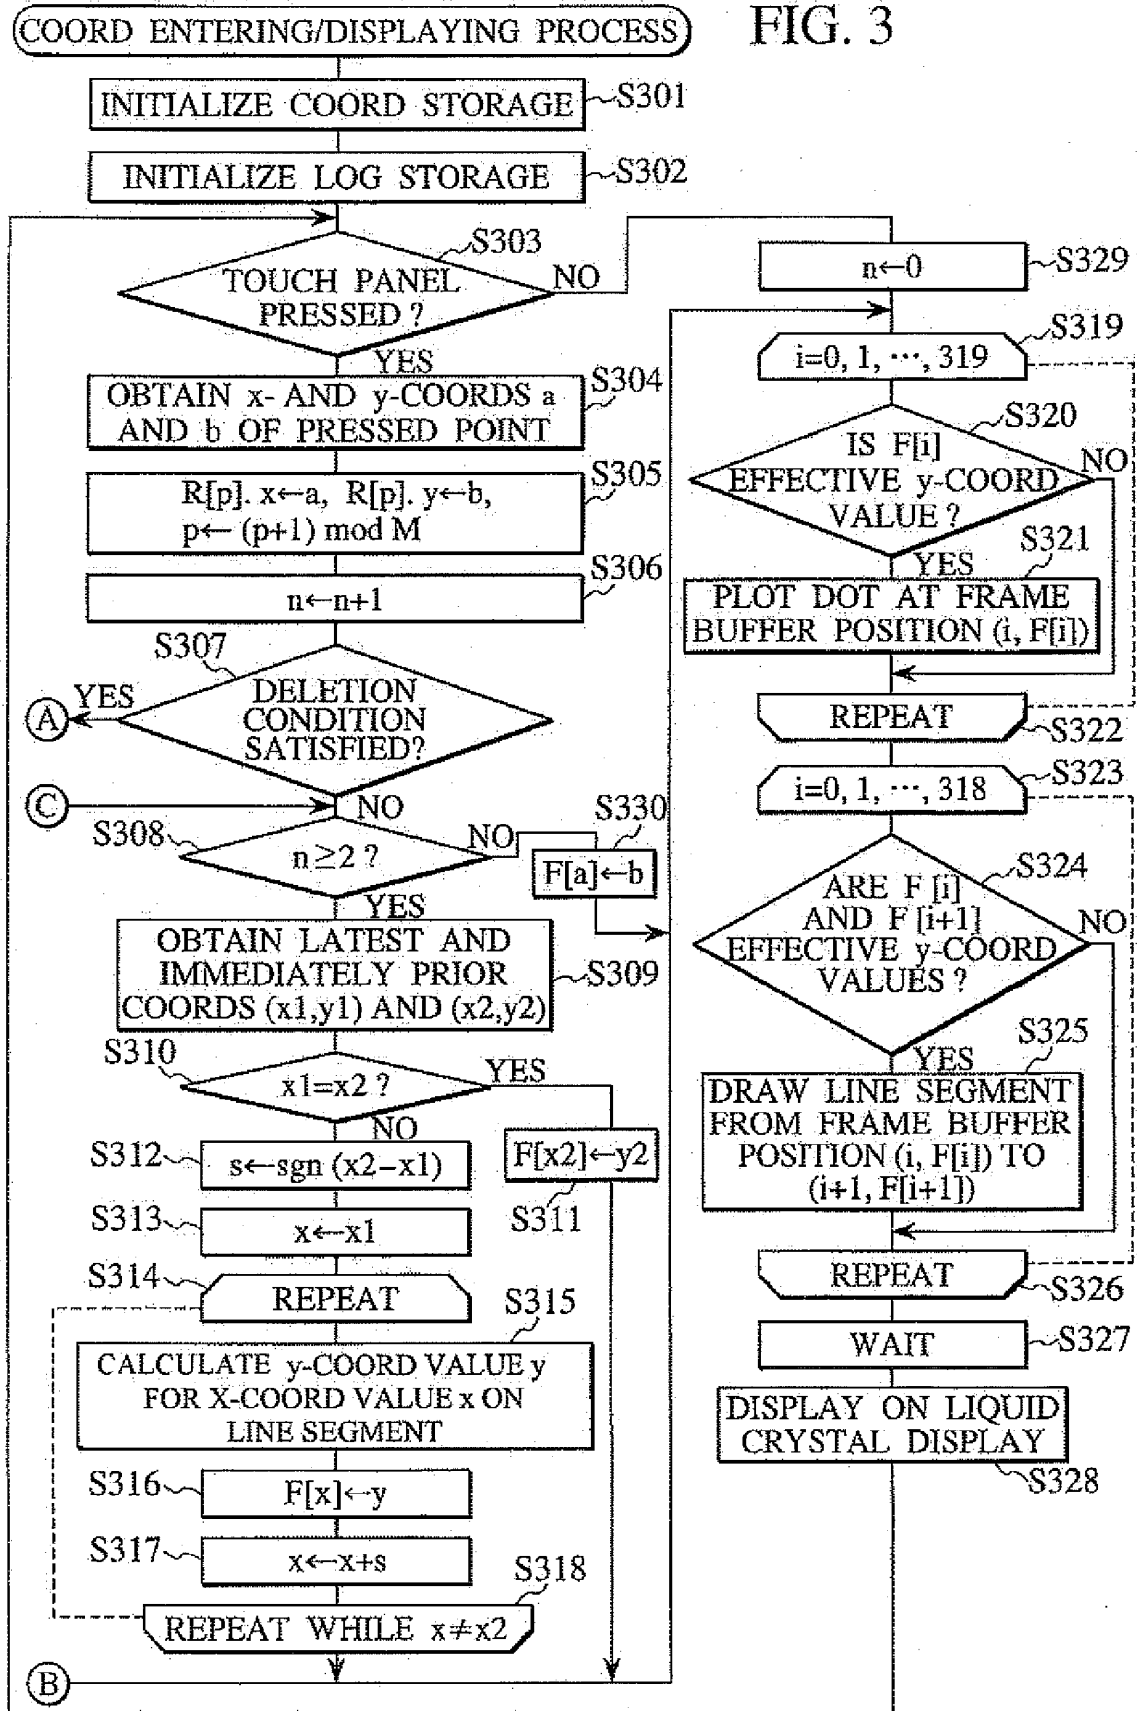 FIG. 3
COORD ENTERING/DISPLAYING PROCESS
INITIALIZE COORD STORAGE
S301
INITIALIZE LOG STORAGE
S302
S303
TOUCH PANEL
PRESSED ?
NO
YES
S304
OBTAIN x- AND y-COORDS a
AND b OF PRESSED POINT
S305
R[p]. x←a, R[p]. y←b,
p← (p+1) mod M
S306
n←n+1
S307
YES
A
DELETION
CONDITION
SATISFIED?
C
NO
S308
n≥2 ?
NO
S330
F[a]←b
YES
OBTAIN LATEST AND
IMMEDIATELY PRIOR
COORDS (x1,y1) AND (x2,y2)
S309
S310
x1=x2 ?
YES
NO
S312
s←sgn (x2−x1)
F[x2]←y2
S311
S313
x←x1
S314
REPEAT
S315
CALCULATE y-COORD VALUE y
FOR X-COORD VALUE x ON
LINE SEGMENT
S316
F[x]←y
S317
x←x+s
S318
REPEAT WHILE x≠x2
B
n←0
S329
S319
i=0, 1, ···, 319
S320
IS F[i]
EFFECTIVE y-COORD
VALUE ?
NO
S321
YES
PLOT DOT AT FRAME
BUFFER POSITION (i, F[i])
REPEAT
S322
S323
i=0, 1, ···, 318
S324
ARE F [i]
AND F [i+1]
EFFECTIVE y-COORD
VALUES ?
NO
S325
YES
DRAW LINE SEGMENT
FROM FRAME BUFFER
POSITION (i, F[i]) TO
(i+1, F[i+1])
REPEAT
S326
WAIT
S327
DISPLAY ON LIQUID
CRYSTAL DISPLAY
S328